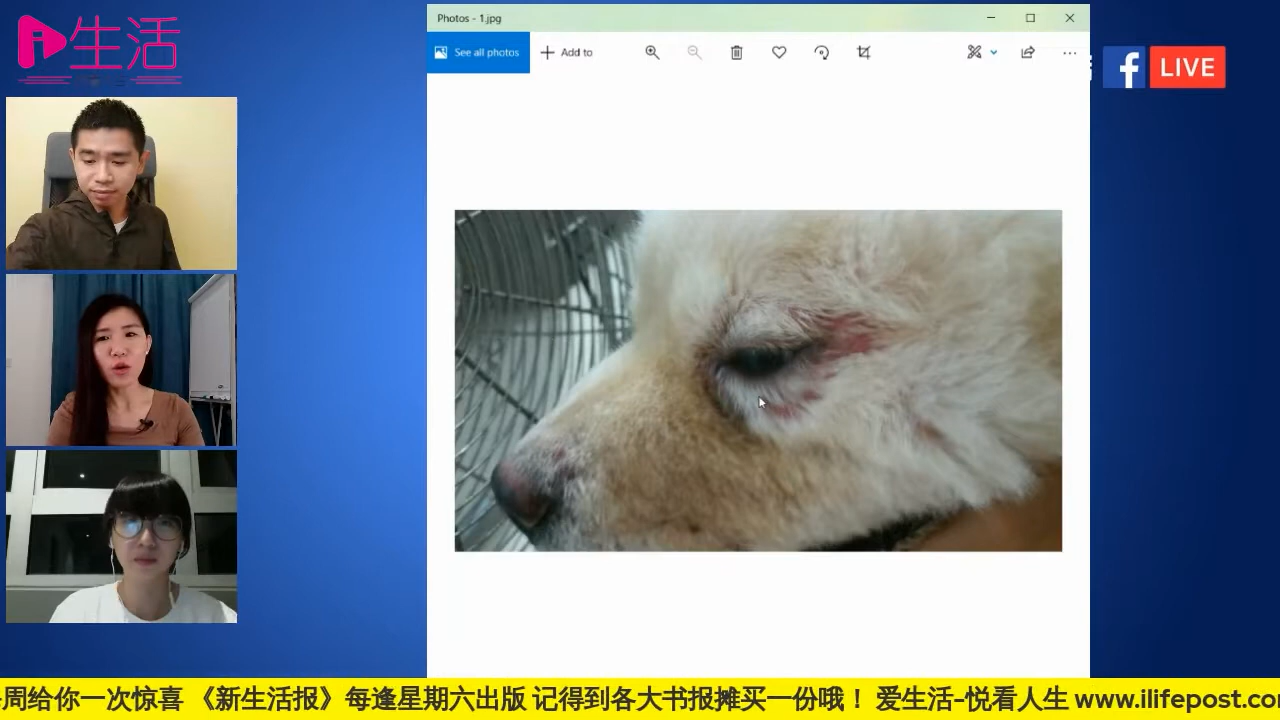 生活
Photos - 1.jpg
See all photos
Add to
f LIVE
周给你一次惊喜 《新生活报》每逢星期六出版 记得到各大书报摊买一份哦！ 爱生活-悦看人生 www.ilifepost.co